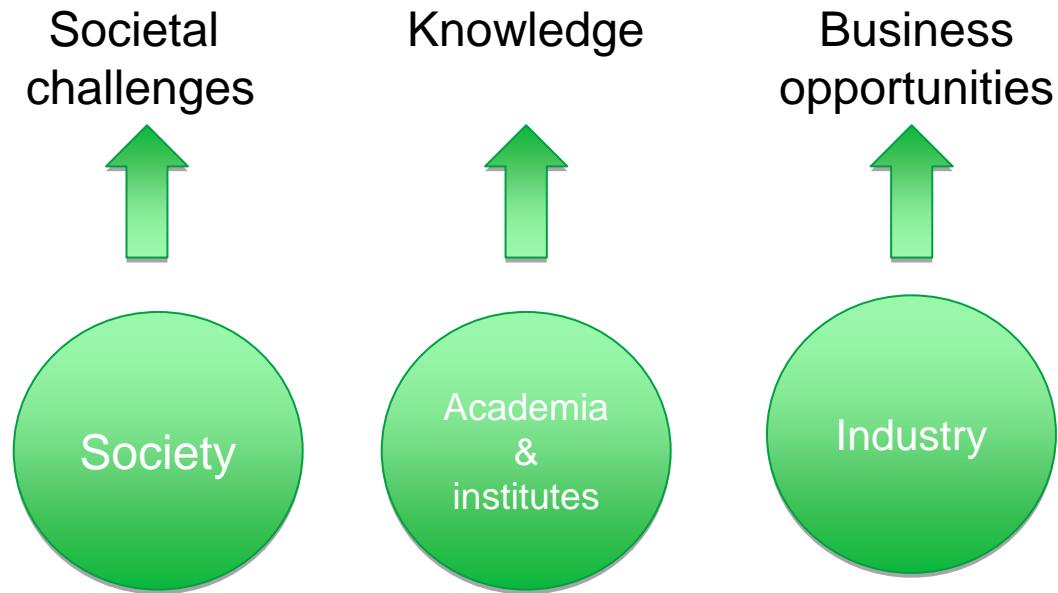 Societal
challenges
Knowledge
Business
opportunities
Society
Academia
&
institutes
Industry